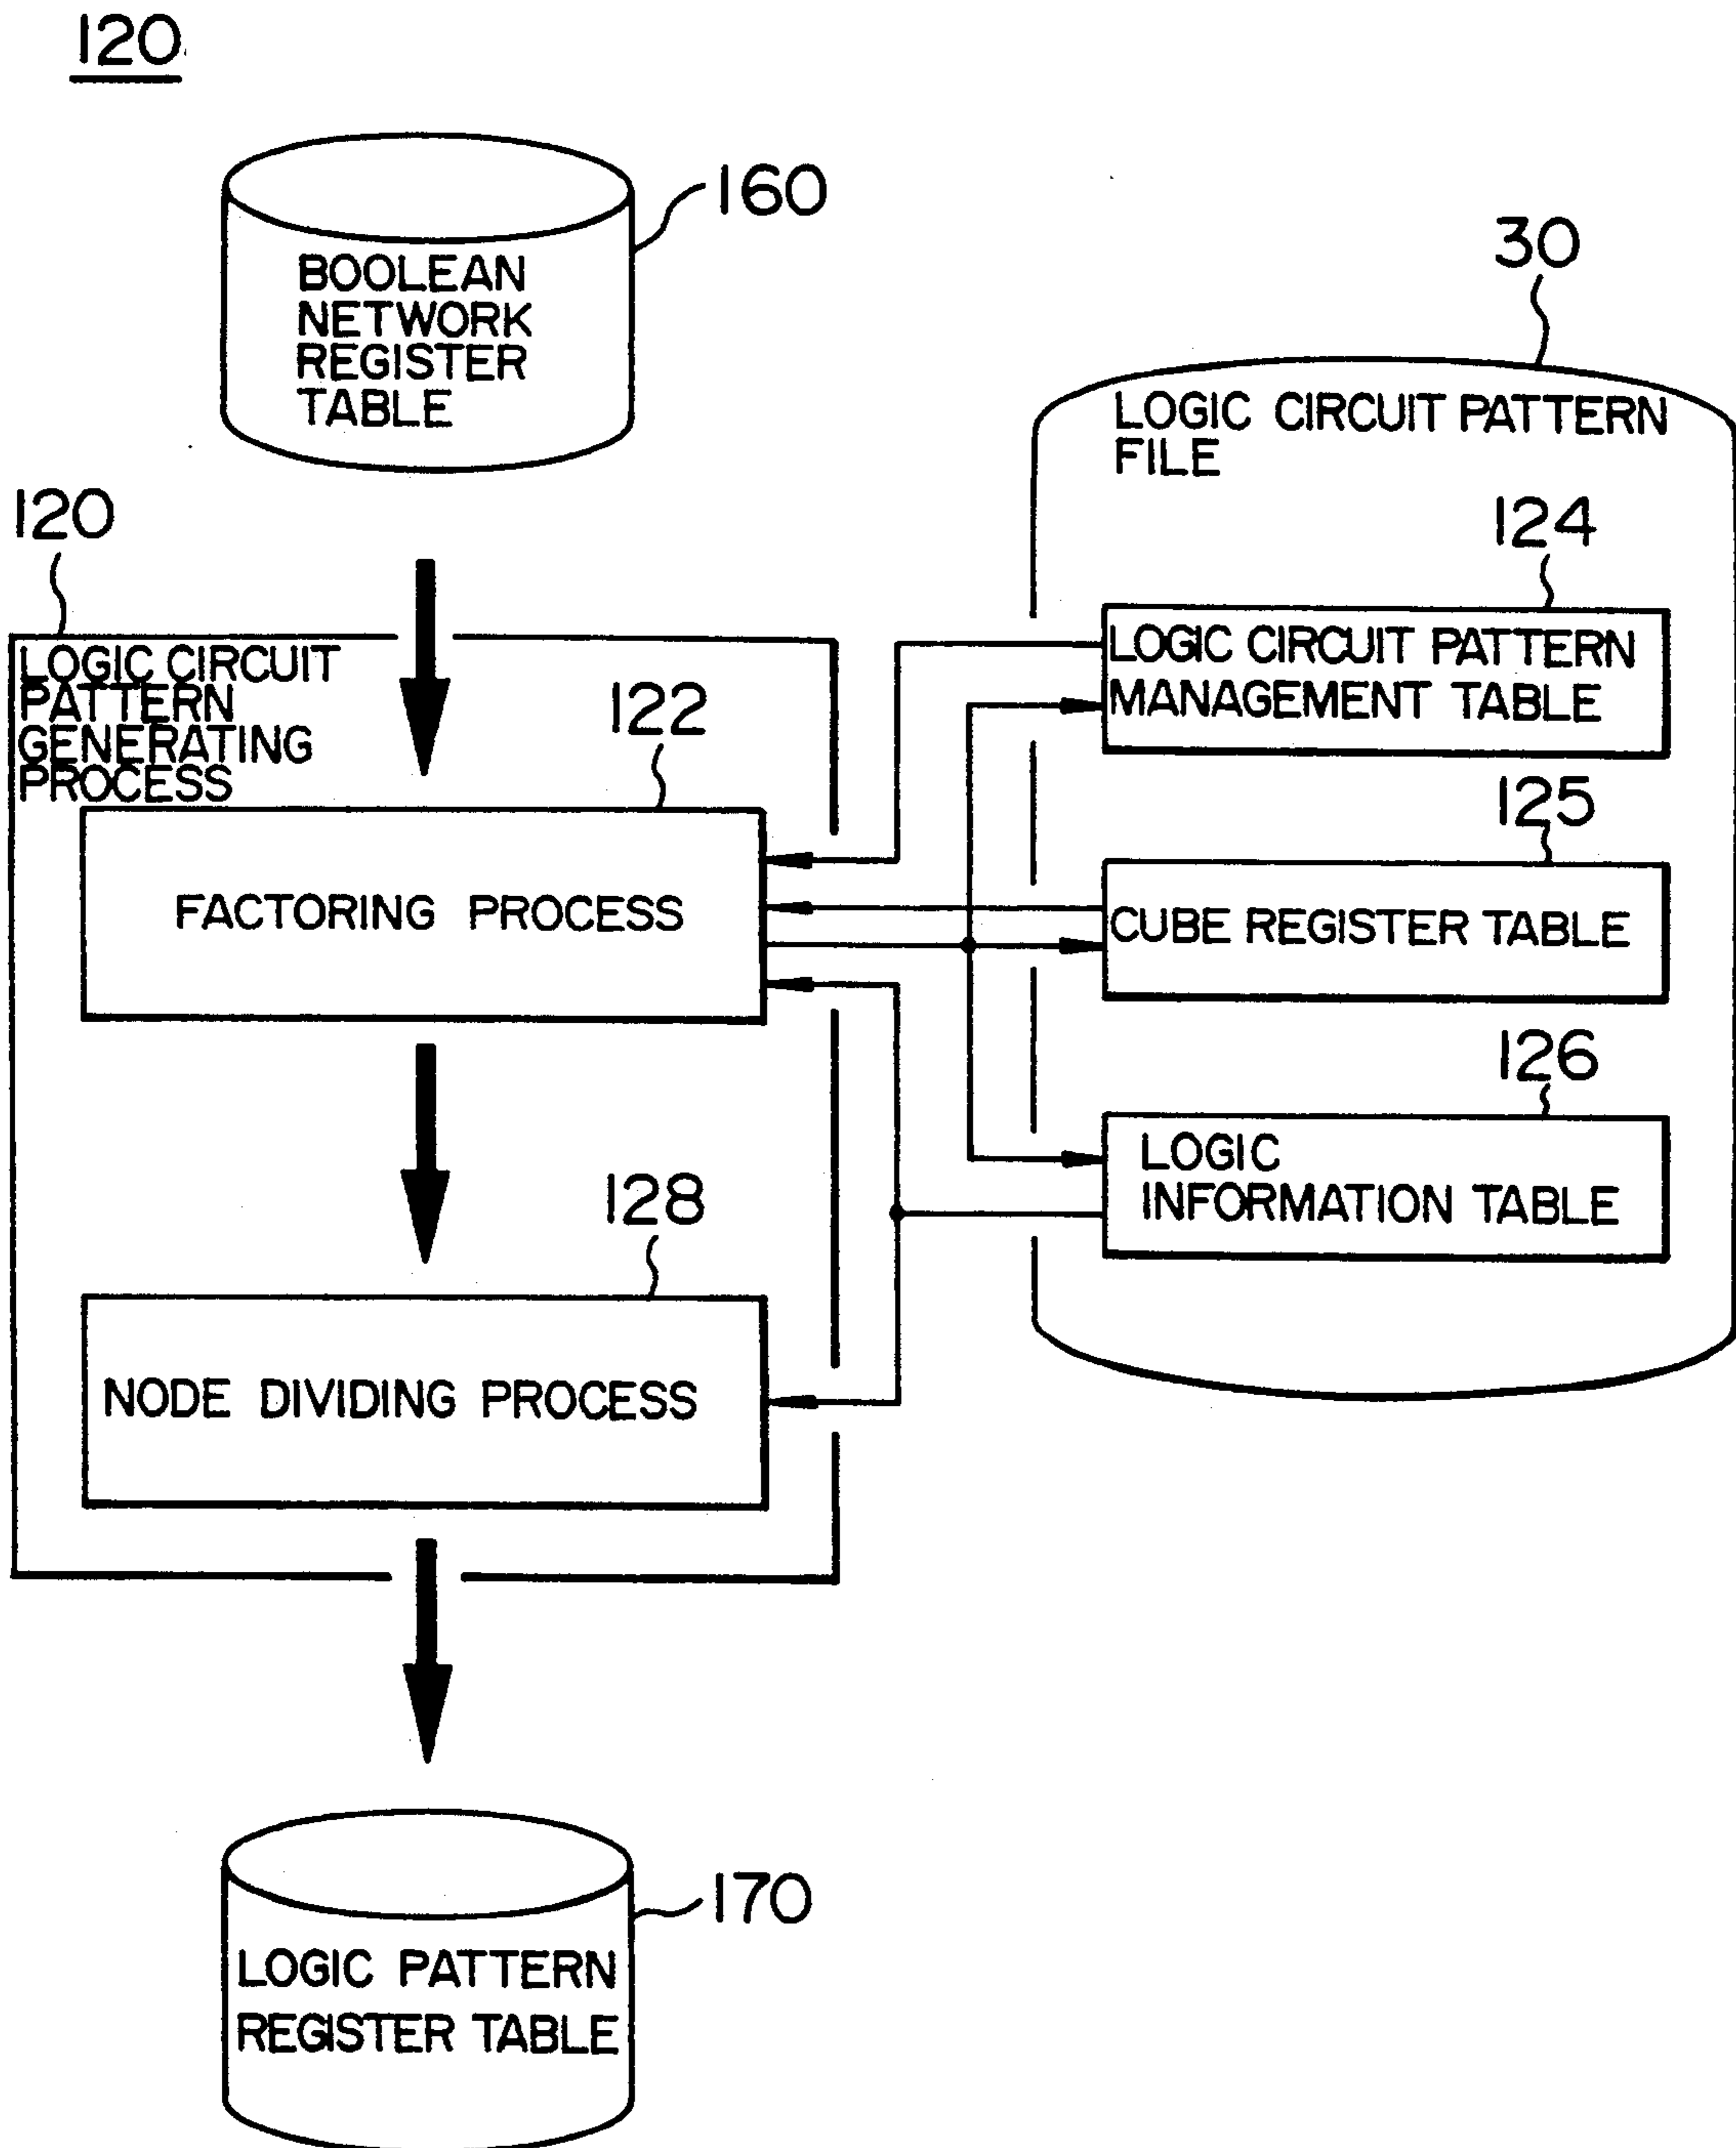 120
160
BOOLEAN
NETWORK
REGISTER
TABLE
30
LOGIC CIRCUIT PATTERN
FILE
120
124
LOGIC CIRCUIT
PATTERN
GENERATING
PROCESS
LOGIC CIRCUIT PATTERN
MANAGEMENT TABLE
122
125
FACTORING PROCESS
CUBE REGISTER TABLE
126
LOGIC
INFORMATION TABLE
128
NODE DIVIDING PROCESS
170
LOGIC PATTERN
REGISTER TABLE